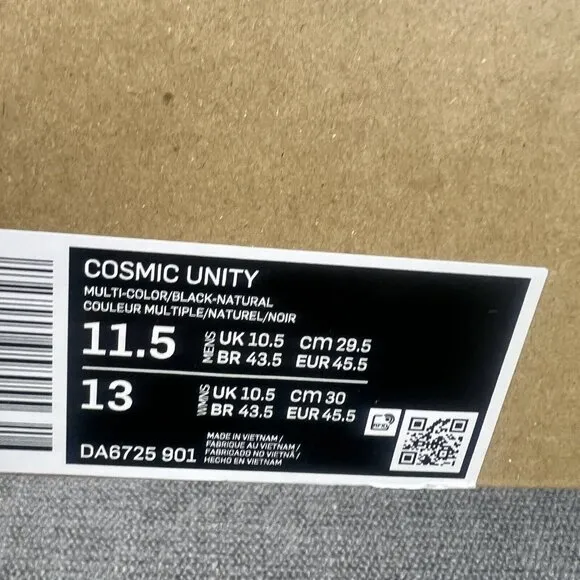 COSMIC UNITY
MULTI-COLOR/BLACK-NATURAL
COULEUR MULTIPLE/NATUREL/NOIR
11.5 MENS UK 10.5 CM 29.5
BR 43.5 EUR 45.5
13 WMNS UK 10.5 CM 30
BR 43.5 EUR 45.5
DA6725 901
MADE IN VIETNAM /
FABRIQUE AU VIETNAM /
FABRICADO NO VIETNÃ /
HECHO EN VIETNAM